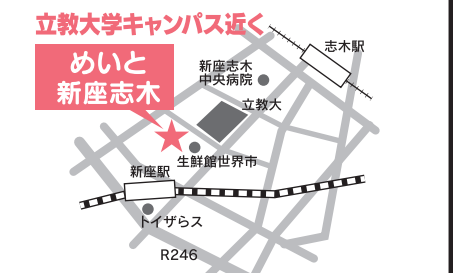 立教大学キャンパス近く
めいと
新座志木
志木駅
新座志木
中央病院
立教大
生鮮館世界市
新座駅
トイザらス
R246